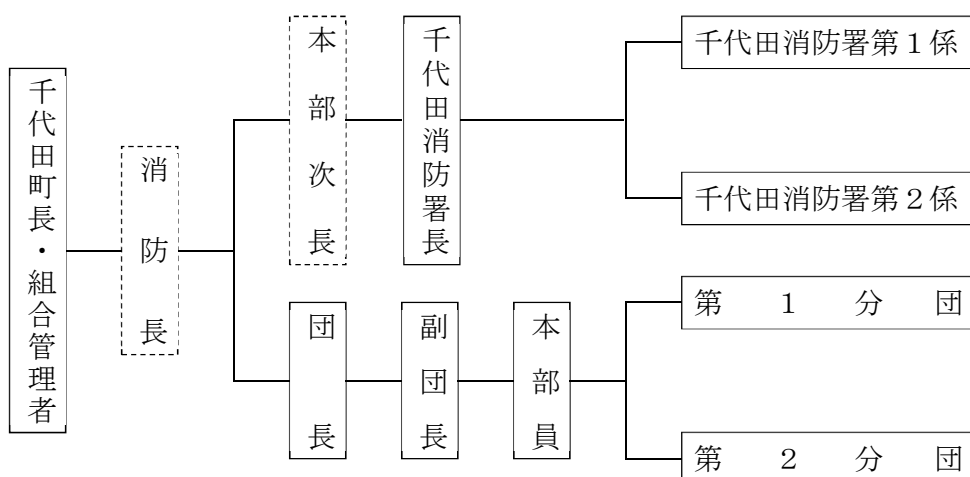 千代田町長・組合管理者
消防長
本部次長
千代田消防署長
千代田消防署第１係
千代田消防署第２係
団長
副団長
本部員
第１分団
第２分団